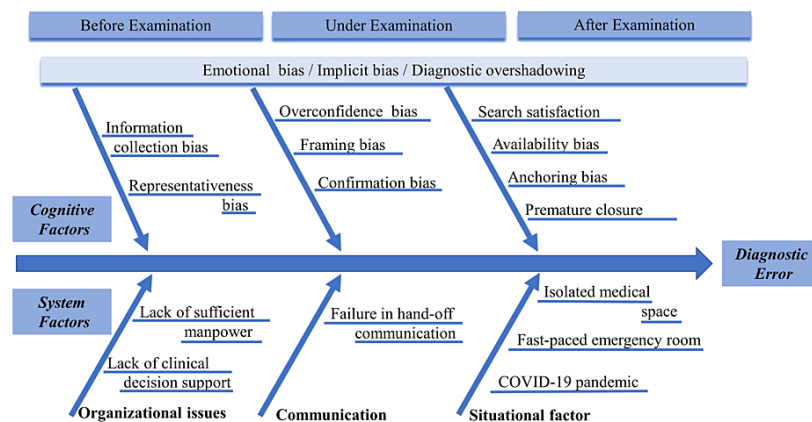 Before Examination
Under Examination
After Examination
Emotional bias / Implicit bias / Diagnostic overshadowing
Information
collection bias
Representativeness
bias
Overconfidence bias
Framing bias
Confirmation bias
Search satisfaction
Availability bias
Anchoring bias
Premature closure
Cognitive
Factors
Diagnostic
Error
System
Factors
Lack of sufficient
manpower
Lack of clinical
decision support
Organizational issues
Failure in hand-off
communication
Communication
Isolated medical
space
Fast-paced emergency room
COVID-19 pandemic
Situational factor